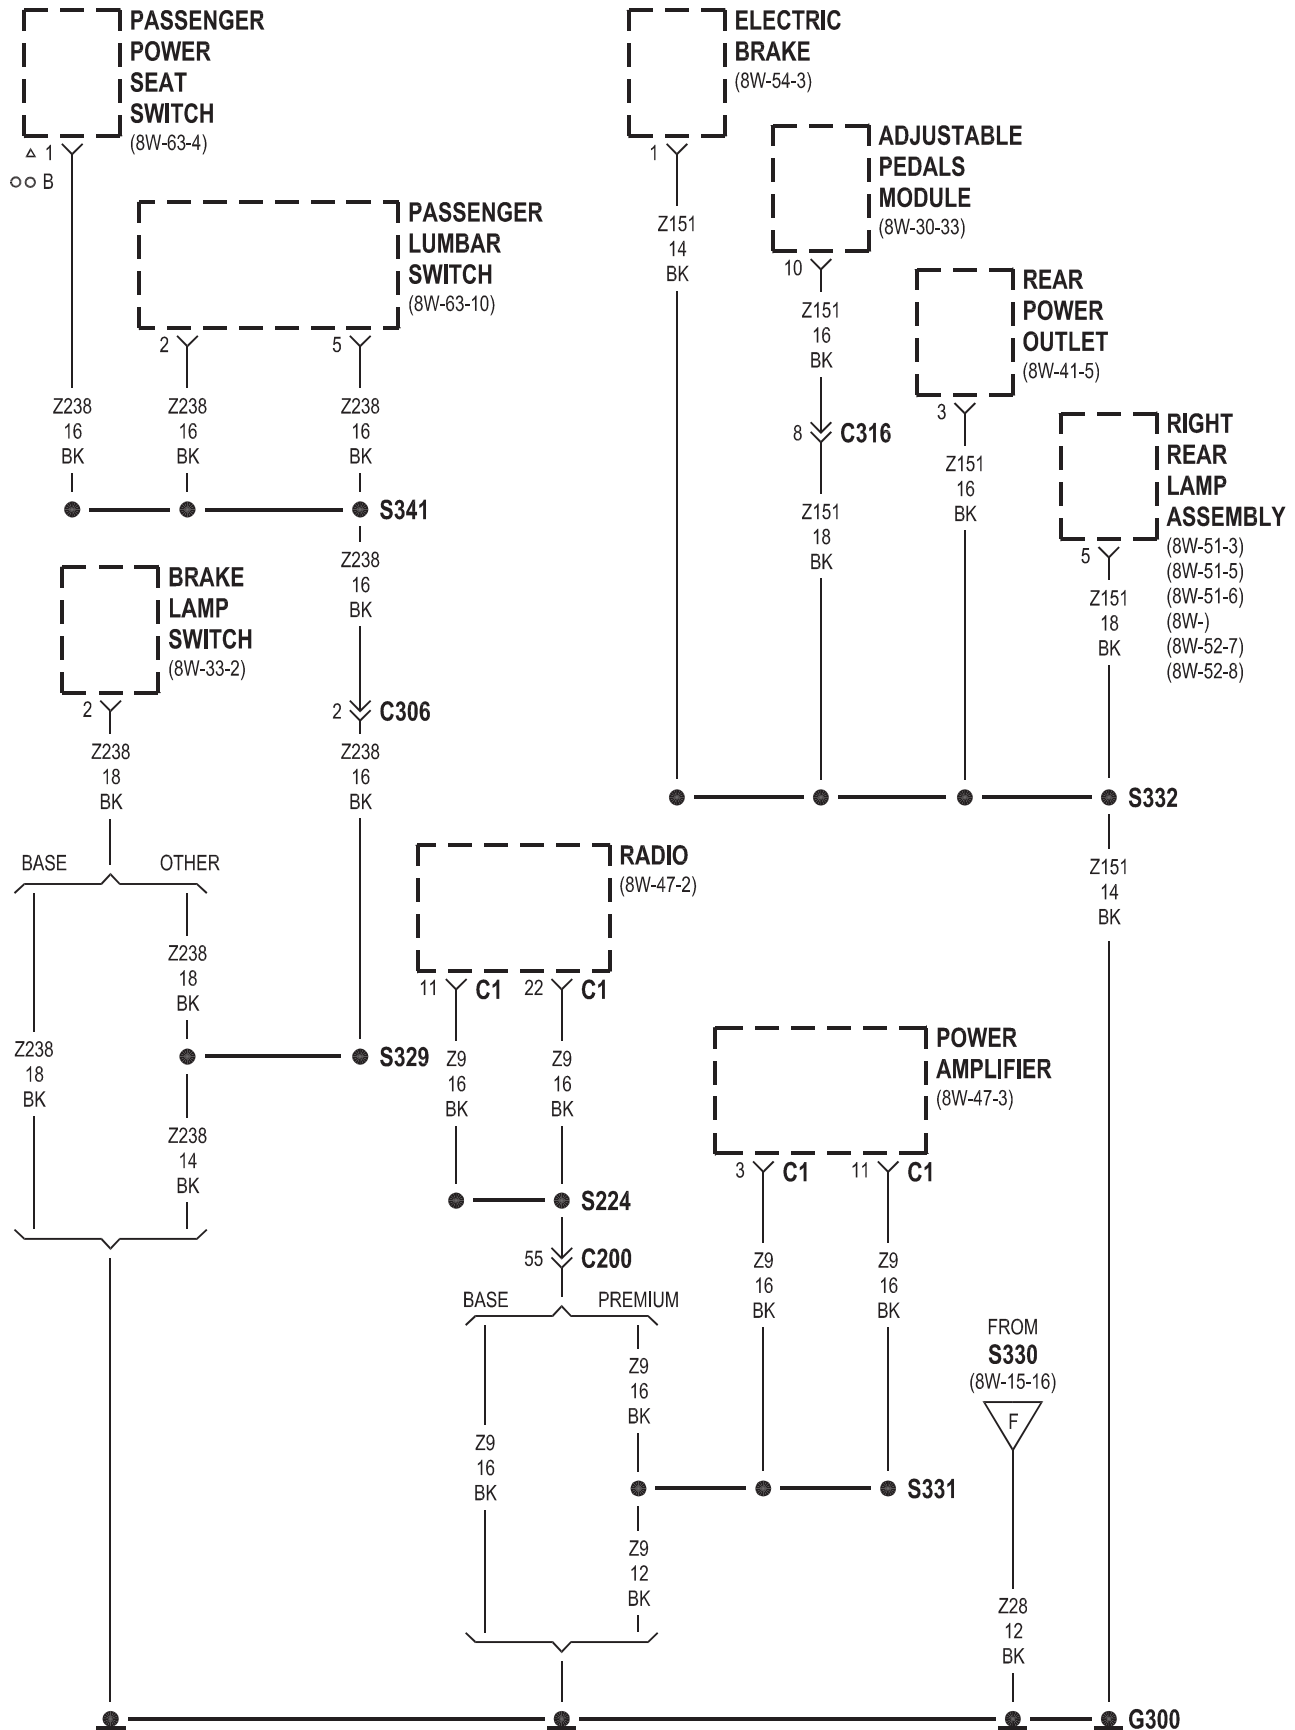 PASSENGER
POWER
SEAT
SWITCH
(8W-63-4)
△ 1
○○ B
ELECTRIC
BRAKE
(8W-54-3)
1
ADJUSTABLE
PEDALS
MODULE
(8W-30-33)
10
PASSENGER
LUMBAR
SWITCH
(8W-63-10)
2
5
Z151
14
BK
REAR
POWER
OUTLET
(8W-41-5)
3
Z151
16
BK
8
C316
Z238
16
BK
Z238
16
BK
Z238
16
BK
S341
RIGHT
REAR
LAMP
ASSEMBLY
(8W-51-3)
(8W-51-5)
(8W-51-6)
(8W-)
(8W-52-7)
(8W-52-8)
5
Z151
16
BK
Z151
18
BK
Z238
16
BK
BRAKE
LAMP
SWITCH
(8W-33-2)
2
Z151
18
BK
2
C306
Z238
18
BK
Z238
16
BK
S332
BASE
OTHER
RADIO
(8W-47-2)
Z151
14
BK
Z238
18
BK
11
C1
22
C1
Z238
18
BK
S329
Z9
16
BK
Z9
16
BK
POWER
AMPLIFIER
(8W-47-3)
Z238
14
BK
3
C1
11
C1
S224
55
C200
Z9
16
BK
Z9
16
BK
BASE
PREMIUM
FROM
S330
(8W-15-16)
F
Z9
16
BK
Z9
16
BK
S331
Z9
12
BK
Z28
12
BK
G300